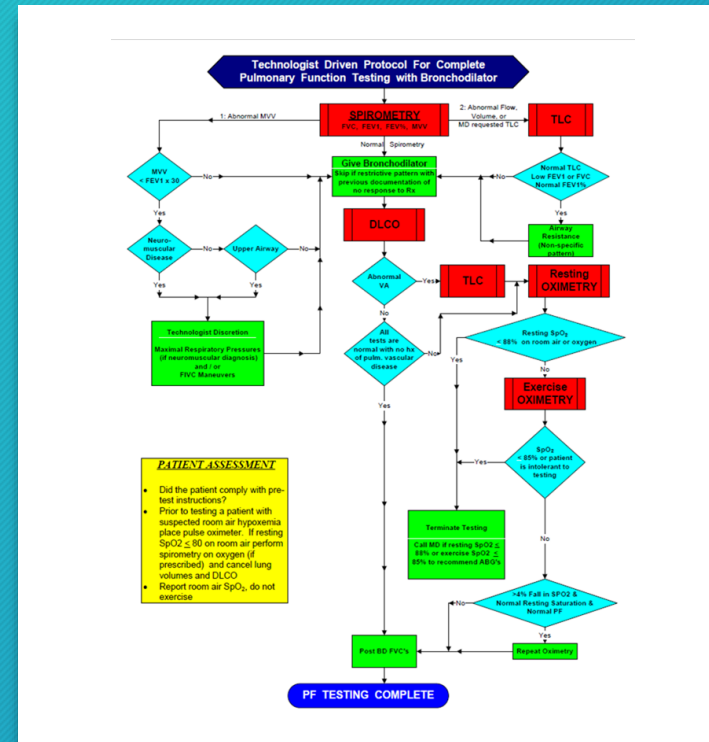 Technologist Driven Protocol For Complete
Pulmonary Function Testing with Bronchodilator
1: Abnormal MVV
SPIROMETRY
FVC, FEV1, FEV%, MVV
2: Abnormal Flow,
Volume, or
MD requested TLC
TLC
Normal Spirometry
MVV
< FEV1 x 30
No
Give Bronchodilator
Skip if restrictive pattern with
previous documentation of
no response to Rx
No
Normal TLC
Low FEV1 or FVC
Normal FEV1%
Yes
Yes
DLCO
Airway
Resistance
(Non-specific
pattern)
Neuro-
muscular
Disease
No
Upper Airway
No
Yes
Yes
Abnormal
VA
Yes
TLC
Resting
OXIMETRY
No
Technologist Discretion
Maximal Respiratory Pressures
(if neuromuscular diagnosis)
and / or
FIVC Maneuvers
All
tests are
normal with no hx
of pulm. vascular
disease
No
Yes
Resting SpO₂
< 88% on room air or oxygen
Yes
No
Exercise
OXIMETRY
SpO₂
< 85% or patient
is intolerant to
testing
Yes
No
PATIENT ASSESSMENT
• Did the patient comply with pre-
test instructions?
• Prior to testing a patient with
suspected room air hypoxemia
place pulse oximeter. If resting
SpO2 ≤ 80 on room air perform
spirometry on oxygen (if
prescribed) and cancel lung
volumes and DLCO
• Report room air SpO₂, do not
exercise
Terminate Testing
Call MD if resting SpO2 ≤
88% or exercise SpO2 ≤
85% to recommend ABG's
>4% Fall in SPO2 &
Normal Resting Saturation &
Normal PF
No
Yes
Post BD FVC's
Repeat Oximetry
PF TESTING COMPLETE